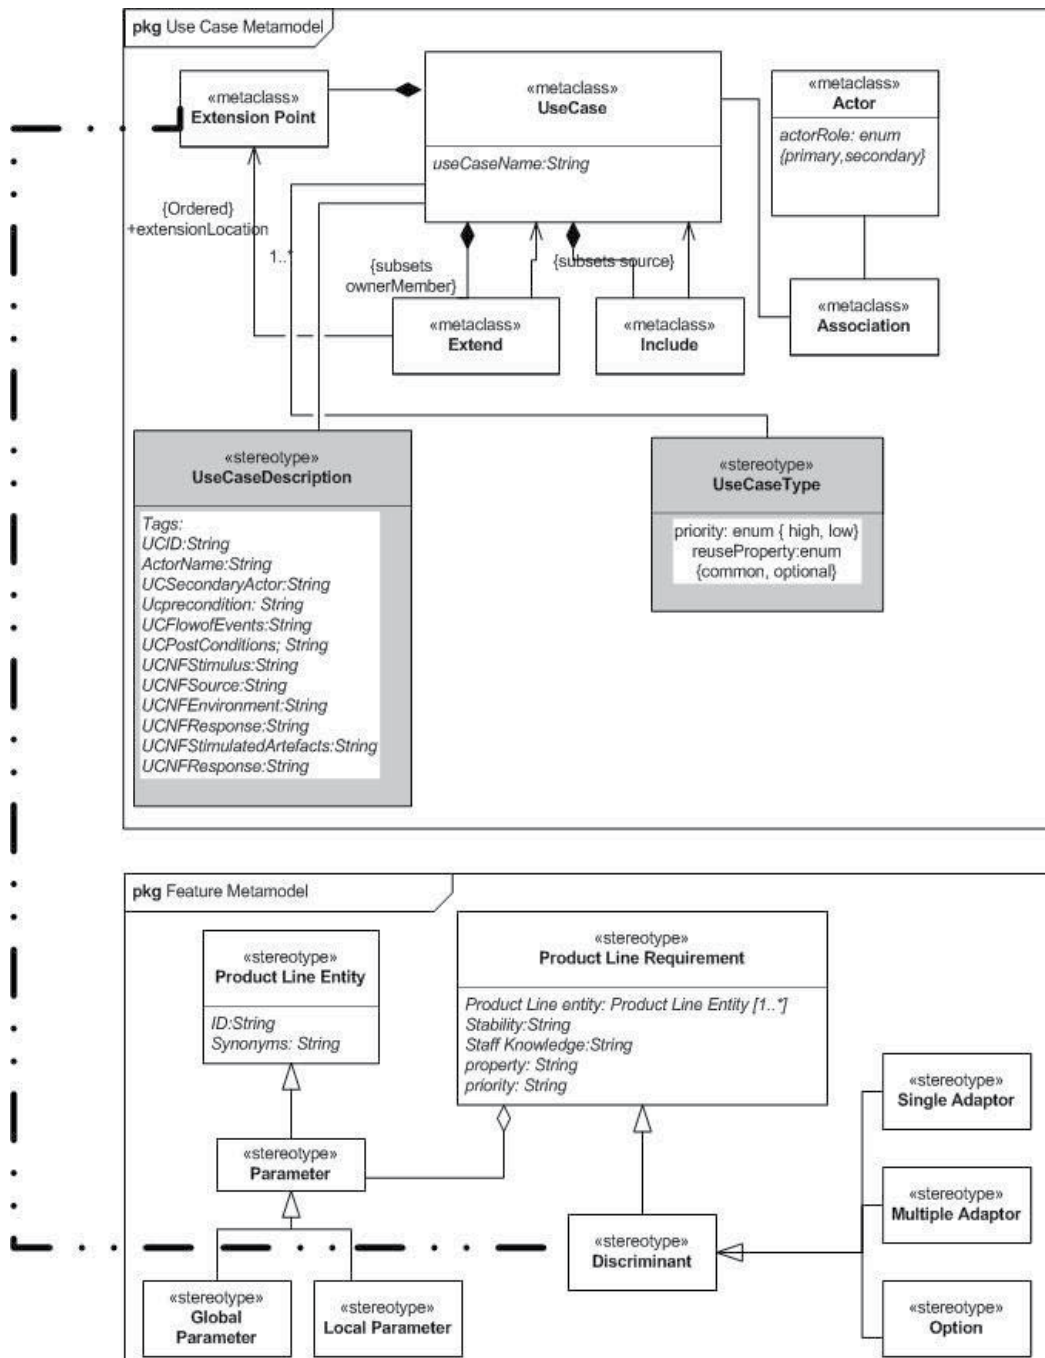 pkg Use Case Metamodel
«metaclass»
Extension Point
«metaclass»
UseCase
useCaseName:String
«metaclass»
Actor
actorRole: enum
{primary,secondary}
{Ordered}
+extensionLocation
1..*
{subsets
ownerMember}
{subsets source}
«metaclass»
Extend
«metaclass»
Include
«metaclass»
Association
«stereotype»
UseCaseDescription
Tags:
UCID:String
ActorName:String
UCSecondaryActor:String
Ucprecondition: String
UCFlowofEvents:String
UCPostConditions; String
UCNFStimulus:String
UCNFSource:String
UCNFEnvironment:String
UCNFResponse:String
UCNFStimulatedArtefacts:String
UCNFResponse:String
«stereotype»
UseCaseType
priority: enum { high, low}
reuseProperty:enum
{common, optional}
pkg Feature Metamodel
«stereotype»
Product Line Entity
ID:String
Synonyms: String
«stereotype»
Product Line Requirement
Product Line entity: Product Line Entity [1..*]
Stability:String
Staff Knowledge:String
property: String
priority: String
«stereotype»
Single Adaptor
«stereotype»
Parameter
«stereotype»
Multiple Adaptor
«stereotype»
Discriminant
«stereotype»
Global
Parameter
«stereotype»
Local Parameter
«stereotype»
Option